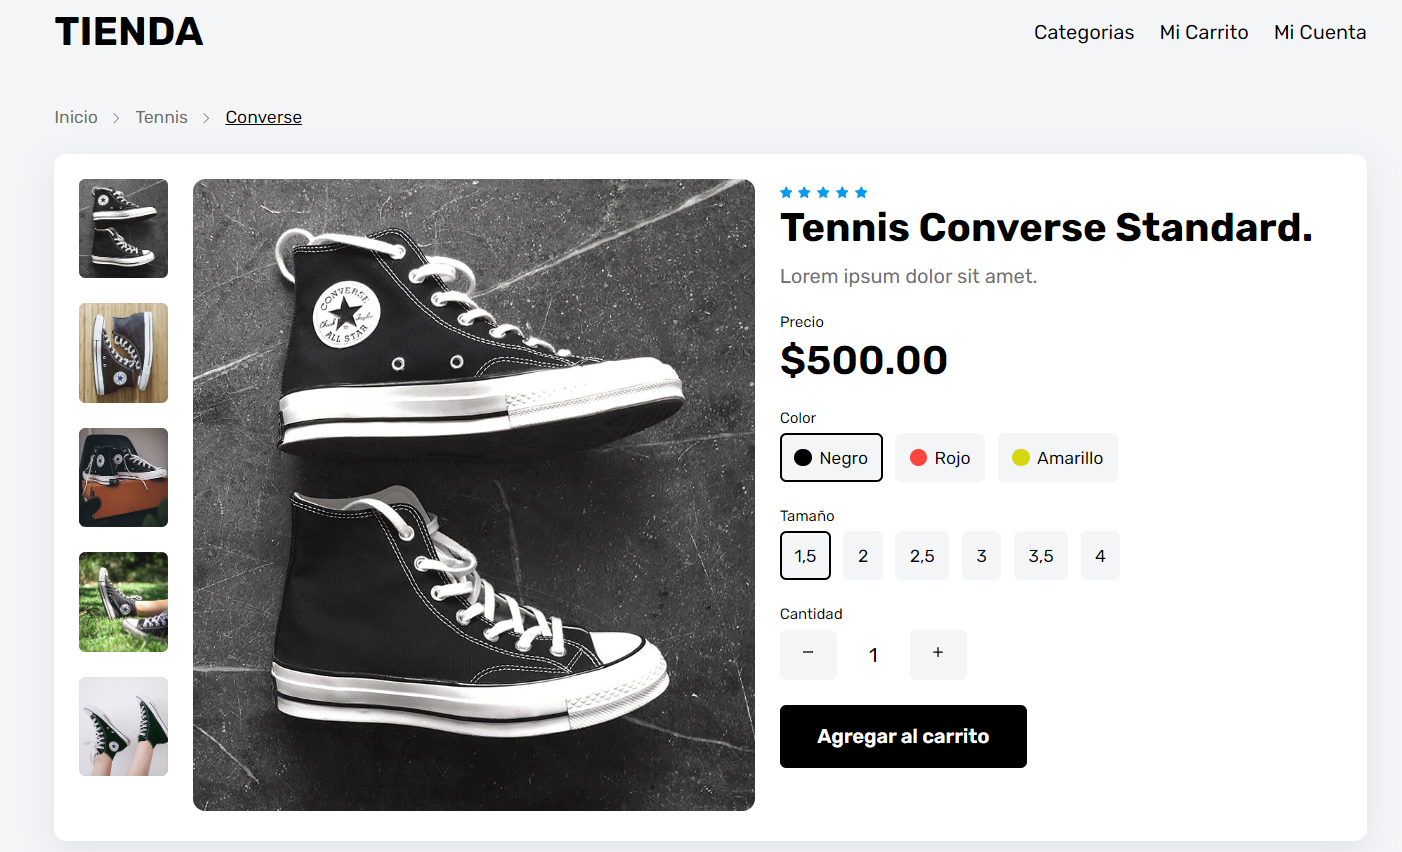 TIENDA
Categorias Mi Carrito Mi Cuenta
Inicio > Tennis > Converse
Tennis Converse Standard.
Lorem ipsum dolor sit amet.
Precio
$500.00
Color
Negro Rojo Amarillo
Tamaño
1,5 2 2,5 3 3,5 4
Cantidad
− 1 +
Agregar al carrito
CONVERSE
Chuck Taylor
ALL STAR